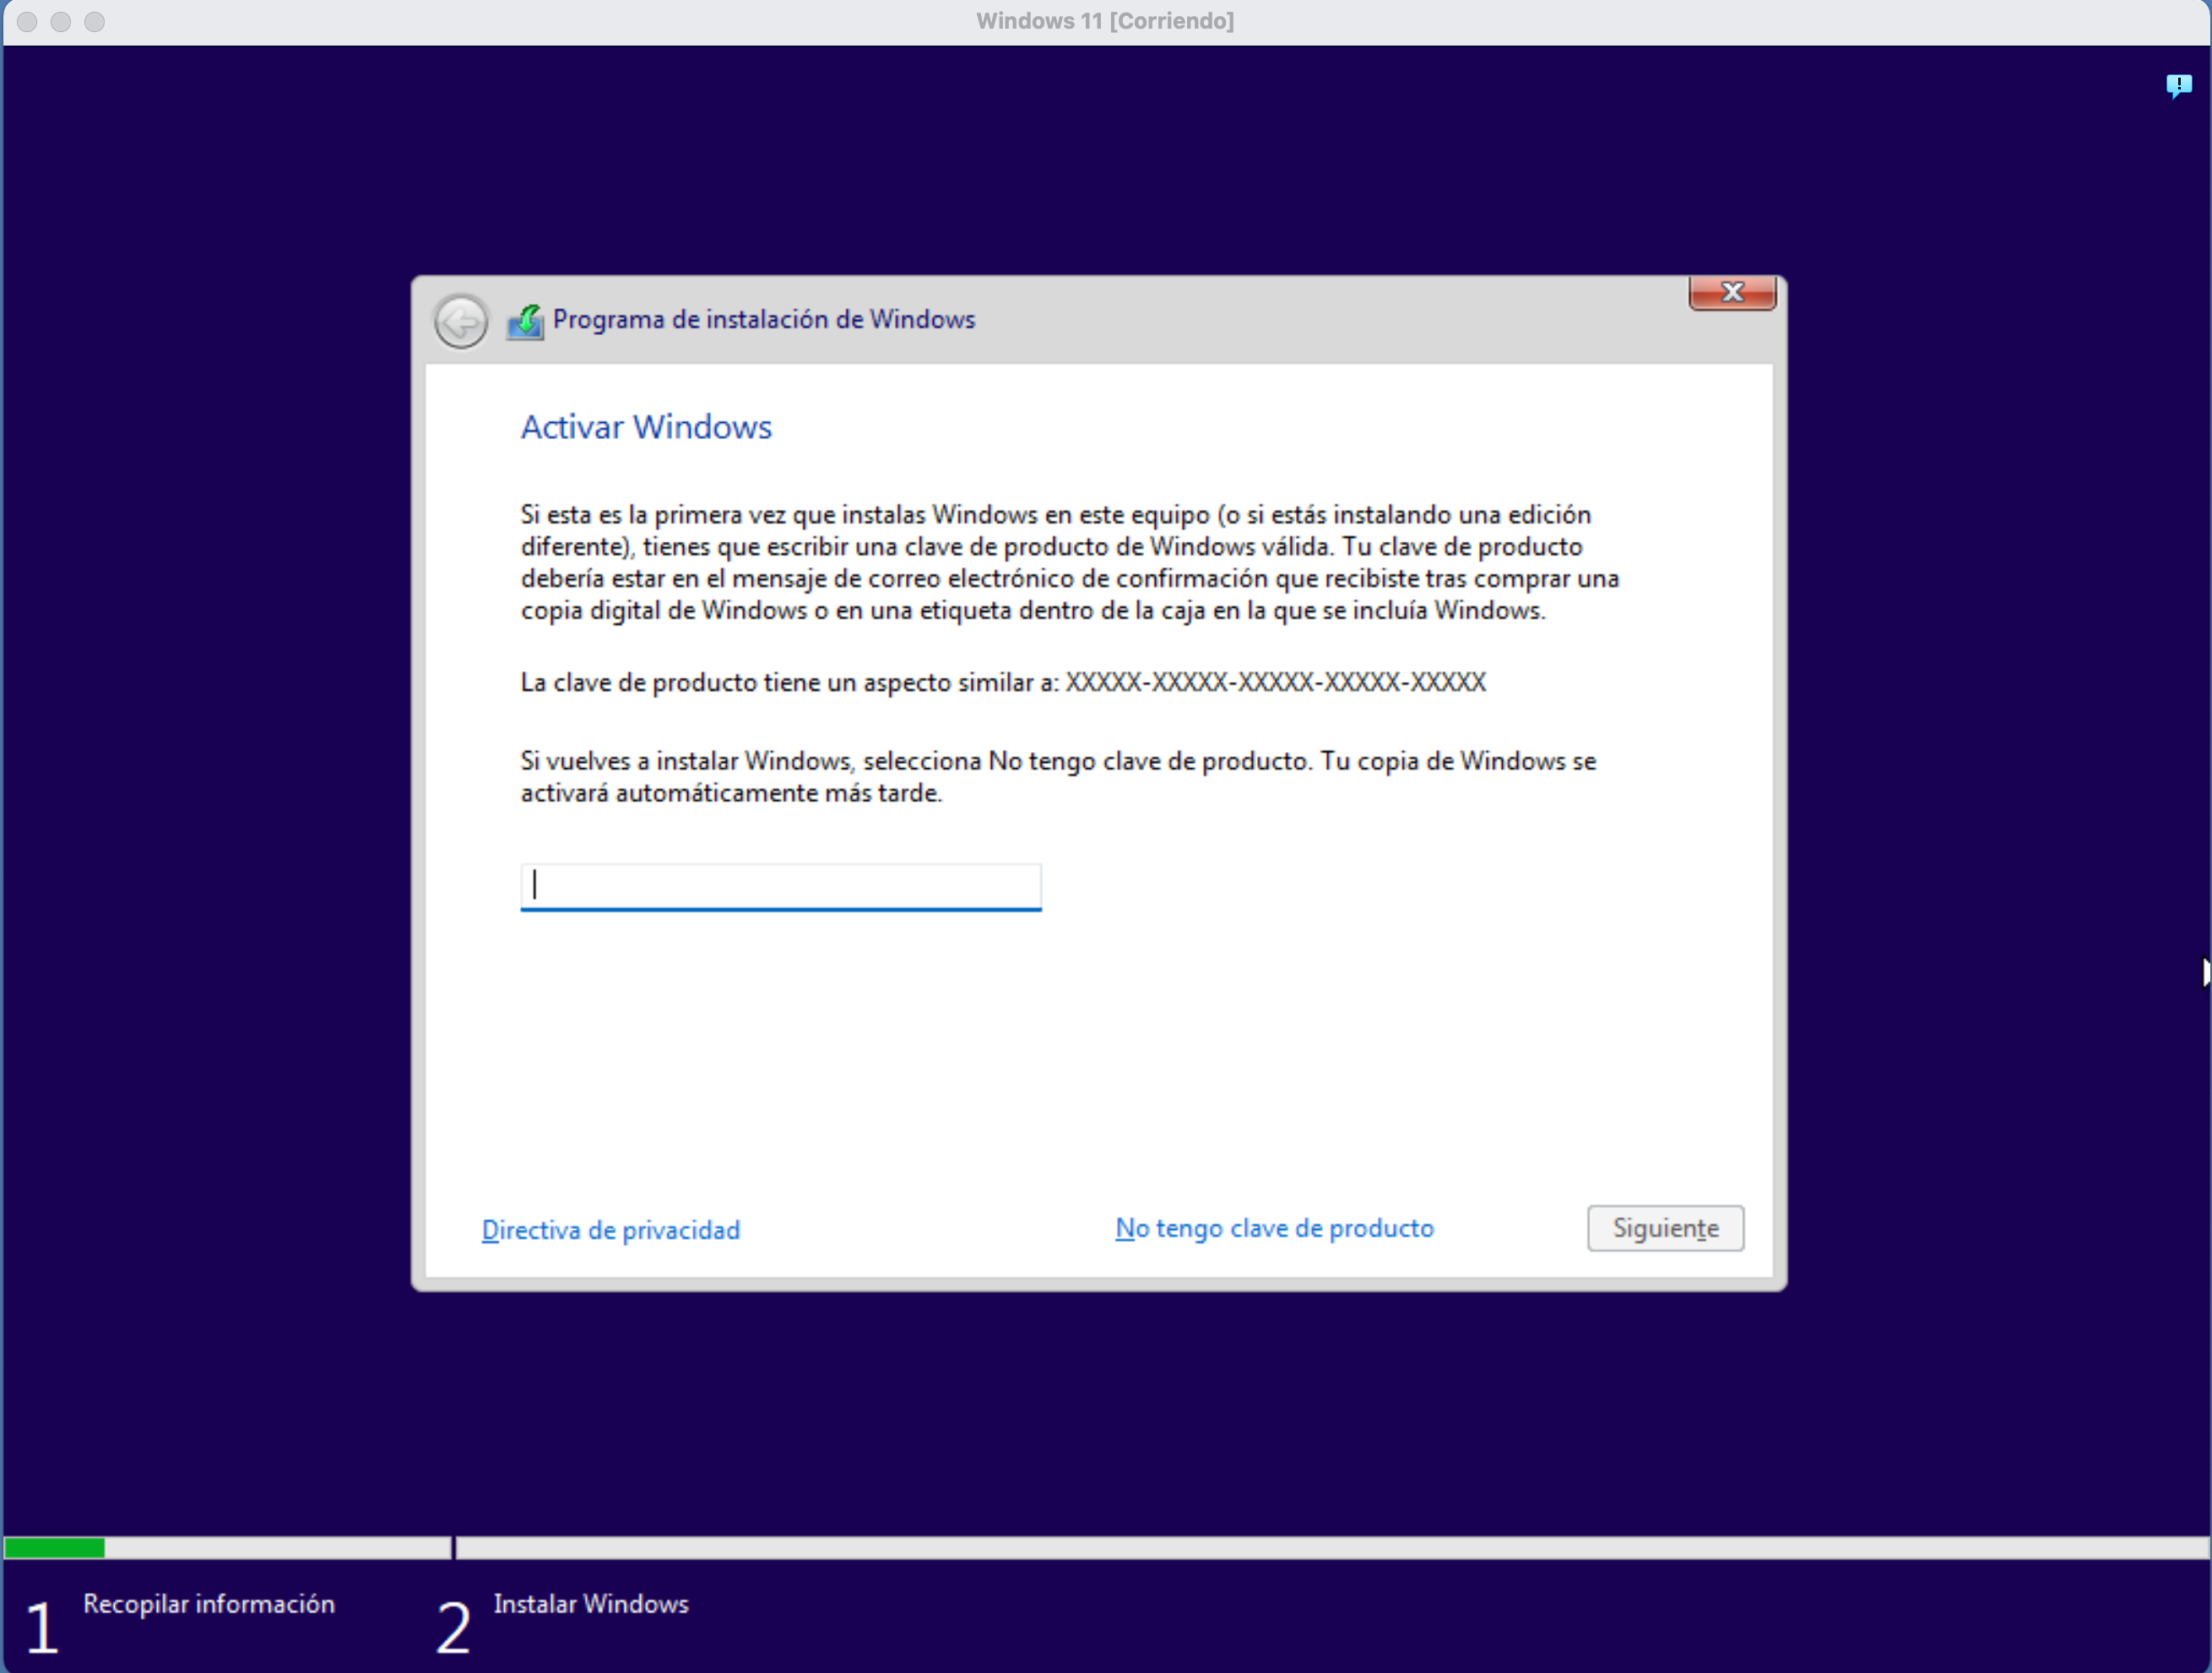 Windows 11 [Corriendo]
Programa de instalación de Windows
Activar Windows
Si esta es la primera vez que instalas Windows en este equipo (o si estás instalando una edición
diferente), tienes que escribir una clave de producto de Windows válida. Tu clave de producto
debería estar en el mensaje de correo electrónico de confirmación que recibiste tras comprar una
copia digital de Windows o en una etiqueta dentro de la caja en la que se incluía Windows.
La clave de producto tiene un aspecto similar a: XXXXX-XXXXX-XXXXX-XXXXX-XXXXX
Si vuelves a instalar Windows, selecciona No tengo clave de producto. Tu copia de Windows se
activará automáticamente más tarde.
Directiva de privacidad
No tengo clave de producto
Siguiente
1 Recopilar información
2 Instalar Windows